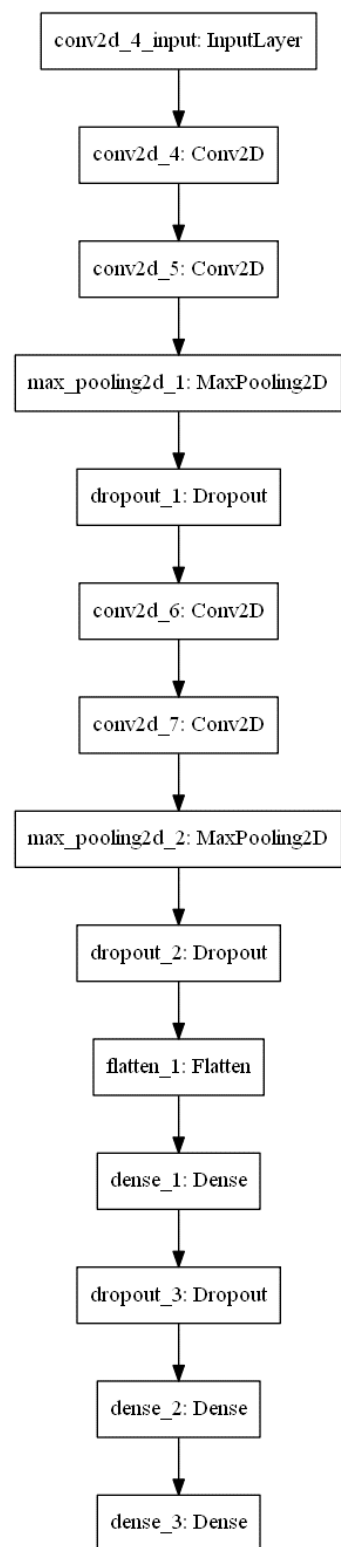 conv2d_4_input: InputLayer
conv2d_4: Conv2D
conv2d_5: Conv2D
max_pooling2d_1: MaxPooling2D
dropout_1: Dropout
conv2d_6: Conv2D
conv2d_7: Conv2D
max_pooling2d_2: MaxPooling2D
dropout_2: Dropout
flatten_1: Flatten
dense_1: Dense
dropout_3: Dropout
dense_2: Dense
dense_3: Dense